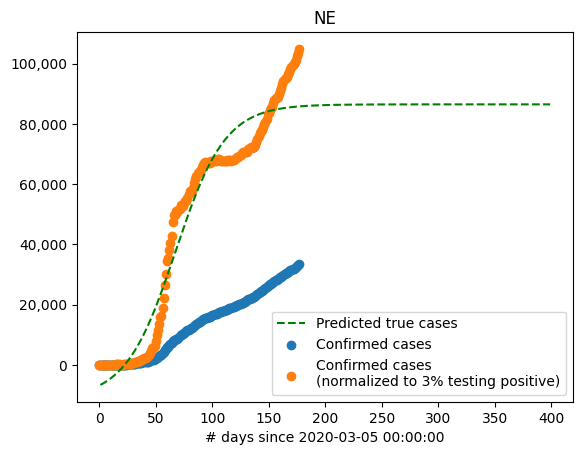 NE
100,000
80,000
60,000
40,000
20,000
0
Predicted true cases
Confirmed cases
Confirmed cases
(normalized to 3% testing positive)
0 50 100 150 200 250 300 350 400
# days since 2020-03-05 00:00:00